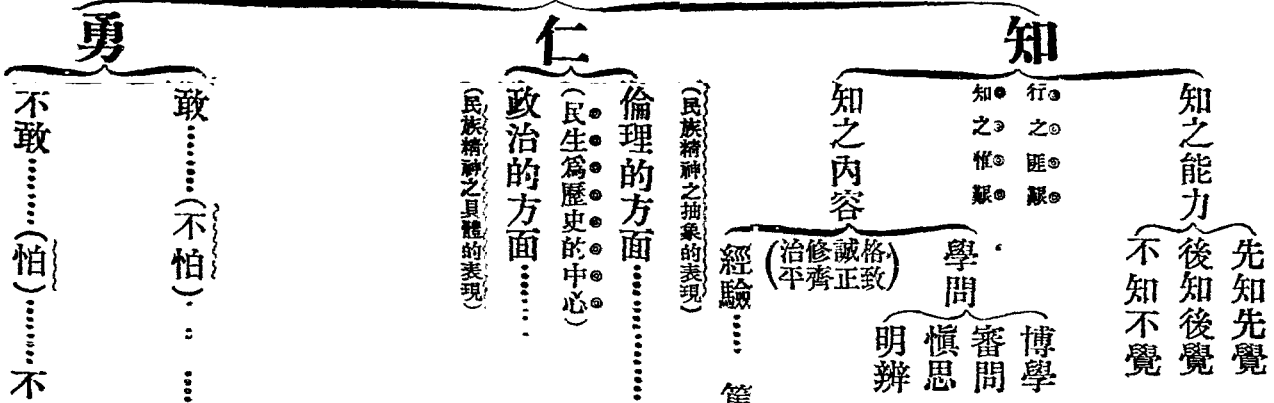 知
知之能力
先知先覺
後知後覺
不知不覺
行之匪艱
知之惟艱
知之內容
學問
博學
審問
慎思
明辨
(格致
誠正
修齊
治平)
經驗……篤
仁
(民族精神之抽象的表現)
倫理的方面…………
(民生爲歷史的中心)
政治的方面……
(民族精神之具體的表現)
勇
敢………(不怕)……
不敢………(怕)………不